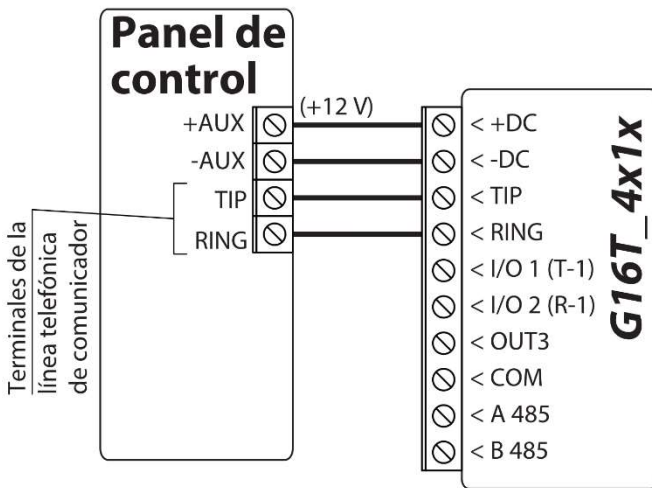 Panel de
control
+AUX
(+12 V)
-AUX
TIP
RING
Terminales de la
línea telefónica
de comunicador
< +DC
< -DC
< TIP
< RING
< I/O 1 (T-1)
< I/O 2 (R-1)
< OUT3
< COM
< A 485
< B 485
G16T_4x1x